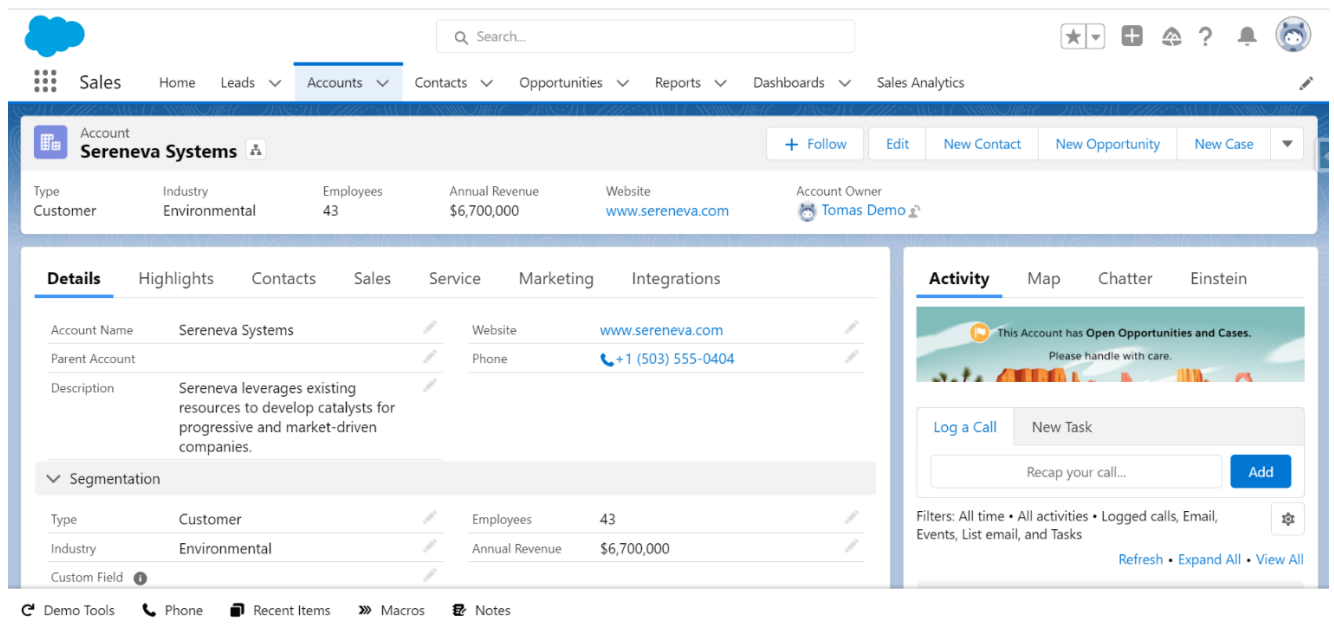 Search...
Sales Home Leads Accounts Contacts Opportunities Reports Dashboards Sales Analytics
Account
Sereneva Systems
+ Follow Edit New Contact New Opportunity New Case
Type Industry Employees Annual Revenue Website Account Owner
Customer Environmental 43 $6,700,000 www.sereneva.com Tomas Demo
Details Highlights Contacts Sales Service Marketing Integrations
Account Name Sereneva Systems Website www.sereneva.com
Parent Account Phone +1 (503) 555-0404
Description Sereneva leverages existing
resources to develop catalysts for
progressive and market-driven
companies.
Segmentation
Type Customer Employees 43
Industry Environmental Annual Revenue $6,700,000
Custom Field
Activity Map Chatter Einstein
This Account has Open Opportunities and Cases.
Please handle with care.
Log a Call New Task
Recap your call... Add
Filters: All time • All activities • Logged calls, Email,
Events, List email, and Tasks
Refresh • Expand All • View All
Demo Tools Phone Recent Items Macros Notes